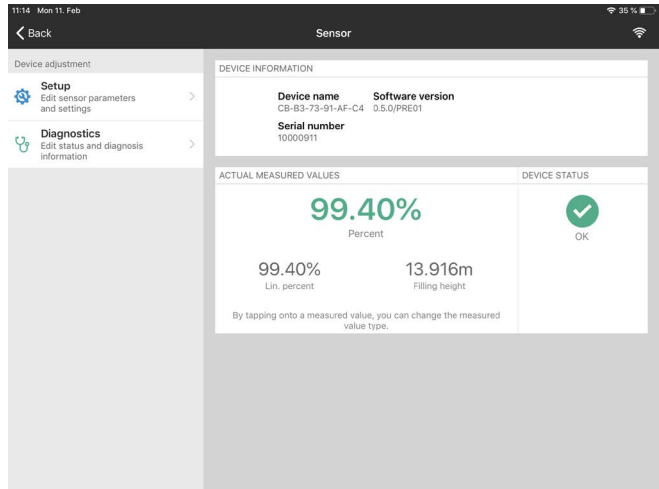 11:14 Mon 11. Feb
35 %
Back
Sensor
Device adjustment
Setup
Edit sensor parameters
and settings
Diagnostics
Edit status and diagnosis
information
DEVICE INFORMATION
Device name
CB-B3-73-91-AF-C4
Software version
0.5.0/PRE01
Serial number
10000911
ACTUAL MEASURED VALUES
99.40%
Percent
99.40%
Lin. percent
13.916m
Filling height
By tapping onto a measured value, you can change the measured
value type.
DEVICE STATUS
OK